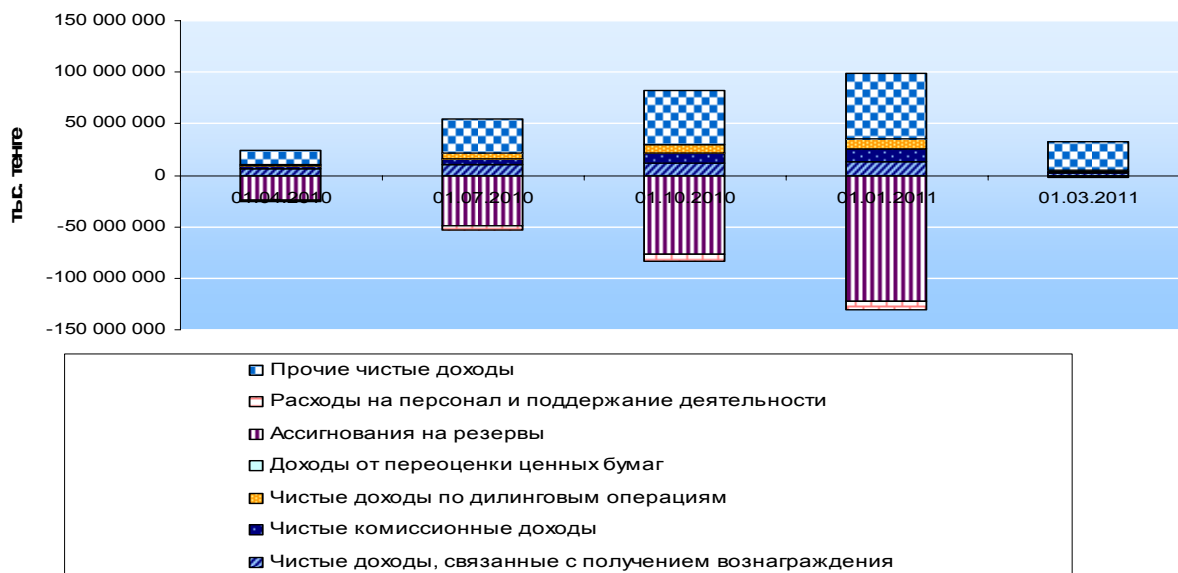 150 000 000
100 000 000
50 000 000
0
-50 000 000
-100 000 000
-150 000 000
тыс. тенге
01.04.2010
01.07.2010
01.10.2010
01.01.2011
01.03.2011
Прочие чистые доходы
Расходы на персонал и поддержание деятельности
Ассигнования на резервы
Доходы от переоценки ценных бумаг
Чистые доходы по дилинговым операциям
Чистые комиссионные доходы
Чистые доходы, связанные с получением вознаграждения